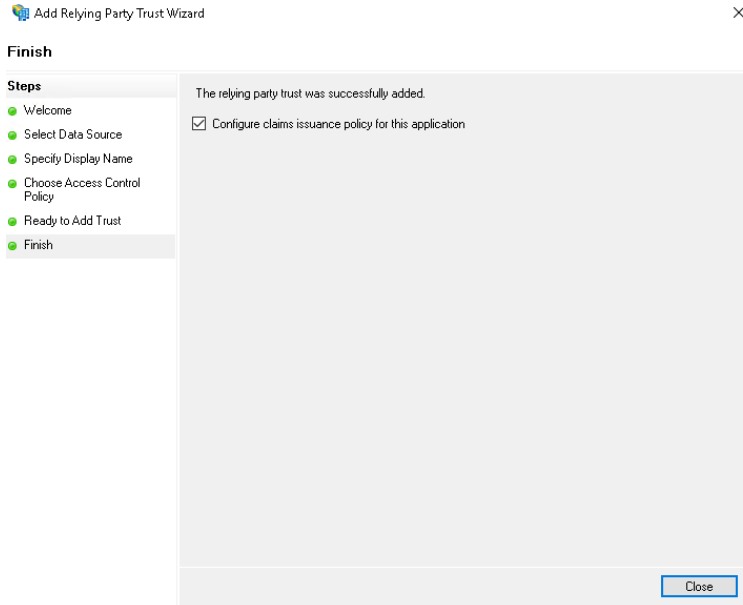 Add Relying Party Trust Wizard
Finish
Steps
Welcome
Select Data Source
Specify Display Name
Choose Access Control
Policy
Ready to Add Trust
Finish
The relying party trust was successfully added.
Configure claims issuance policy for this application
Close